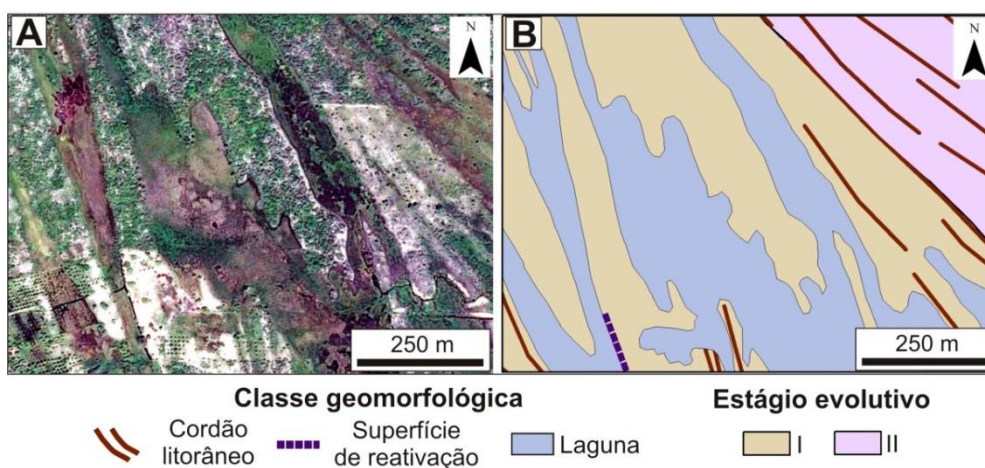 A
N
250 m
B
N
250 m
Classe geomorfológica
Estágio evolutivo
Cordão
litorâneo
Superfície
de reativação
Laguna
I
II